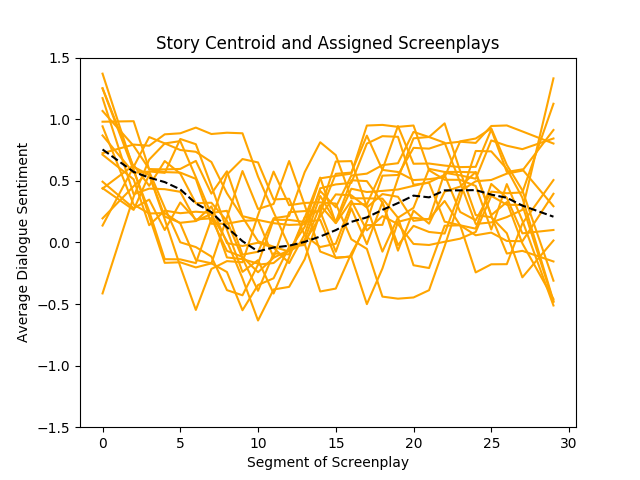 Story Centroid and Assigned Screenplays
Average Dialogue Sentiment
1.5
1.0
0.5
0.0
−0.5
−1.0
−1.5
0 5 10 15 20 25 30
Segment of Screenplay